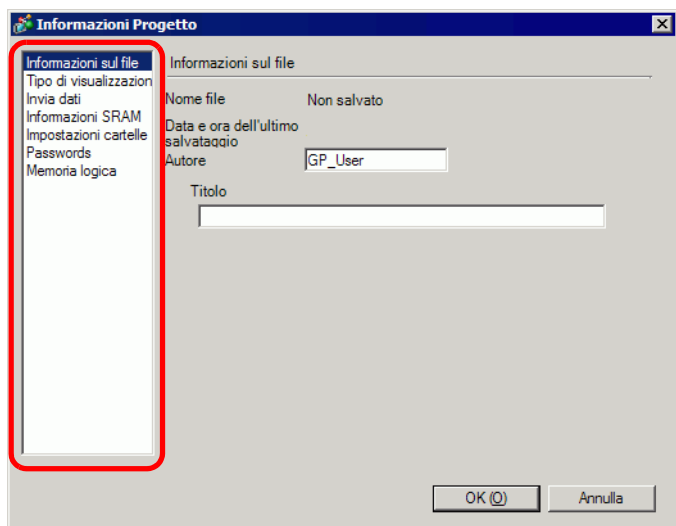 Informazioni Progetto
Informazioni sul file
Tipo di visualizzazion
Invia dati
Informazioni SRAM
Impostazioni cartelle
Passwords
Memoria logica
Informazioni sul file
Nome file Non salvato
Data e ora dell'ultimo
salvataggio
Autore GP_User
Titolo
OK (O) Annulla